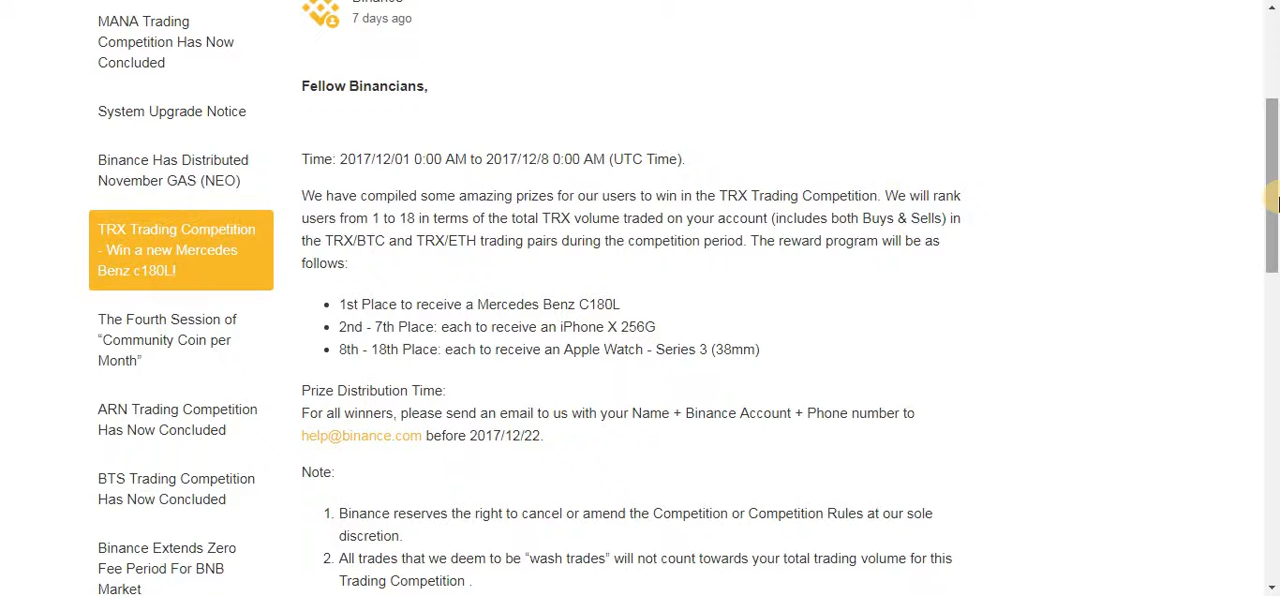 MANA Trading
Competition Has Now
Concluded
System Upgrade Notice
Binance Has Distributed
November GAS (NEO)
TRX Trading Competition
- Win a new Mercedes
Benz c180L!
The Fourth Session of
“Community Coin per
Month”
ARN Trading Competition
Has Now Concluded
BTS Trading Competition
Has Now Concluded
Binance Extends Zero
Fee Period For BNB
Market
Binance
7 days ago
Fellow Binancians,
Time: 2017/12/01 0:00 AM to 2017/12/8 0:00 AM (UTC Time).
We have compiled some amazing prizes for our users to win in the TRX Trading Competition. We will rank
users from 1 to 18 in terms of the total TRX volume traded on your account (includes both Buys & Sells) in
the TRX/BTC and TRX/ETH trading pairs during the competition period. The reward program will be as
follows:
• 1st Place to receive a Mercedes Benz C180L
• 2nd - 7th Place: each to receive an iPhone X 256G
• 8th - 18th Place: each to receive an Apple Watch - Series 3 (38mm)
Prize Distribution Time:
For all winners, please send an email to us with your Name + Binance Account + Phone number to
help@binance.com before 2017/12/22.
Note:
1. Binance reserves the right to cancel or amend the Competition or Competition Rules at our sole
discretion.
2. All trades that we deem to be “wash trades” will not count towards your total trading volume for this
Trading Competition .